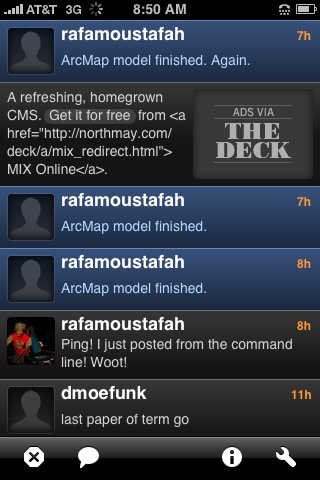 AT&T 3G 8:50 AM
rafamoustafah 7h
ArcMap model finished. Again.
A refreshing, homegrown
CMS. Get it for free from <a
href="http://northmay.com/
deck/a/mix_redirect.html">
MIX Online</a>.
ADS VIA
THE
DECK
rafamoustafah 7h
ArcMap model finished.
rafamoustafah 8h
ArcMap model finished.
rafamoustafah 8h
Ping! I just posted from the command
line! Woot!
dmoefunk 11h
last paper of term go